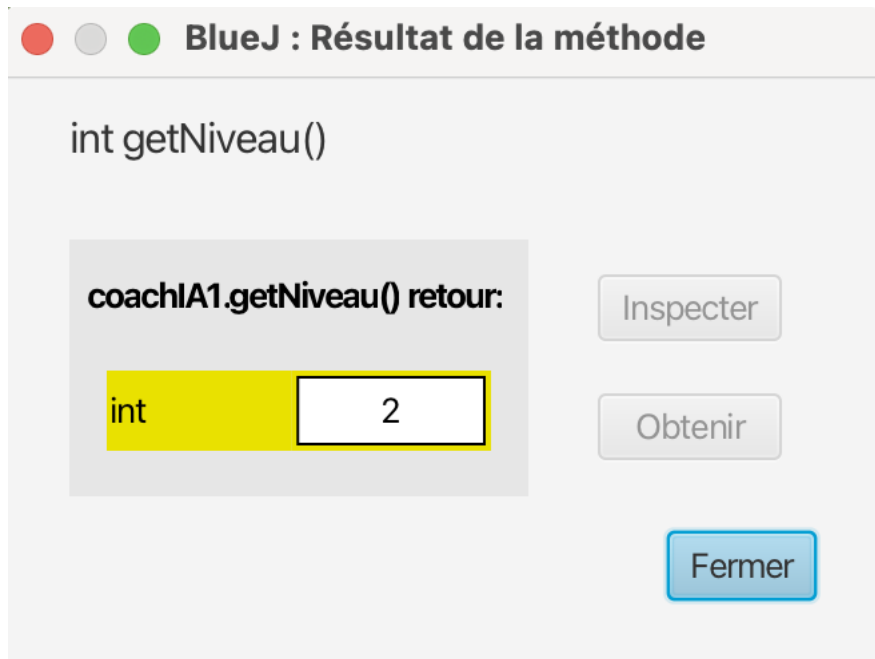 BlueJ : Résultat de la méthode
int getNiveau()
coachIA1.getNiveau() retour:
Inspecter
int 2
Obtenir
Fermer